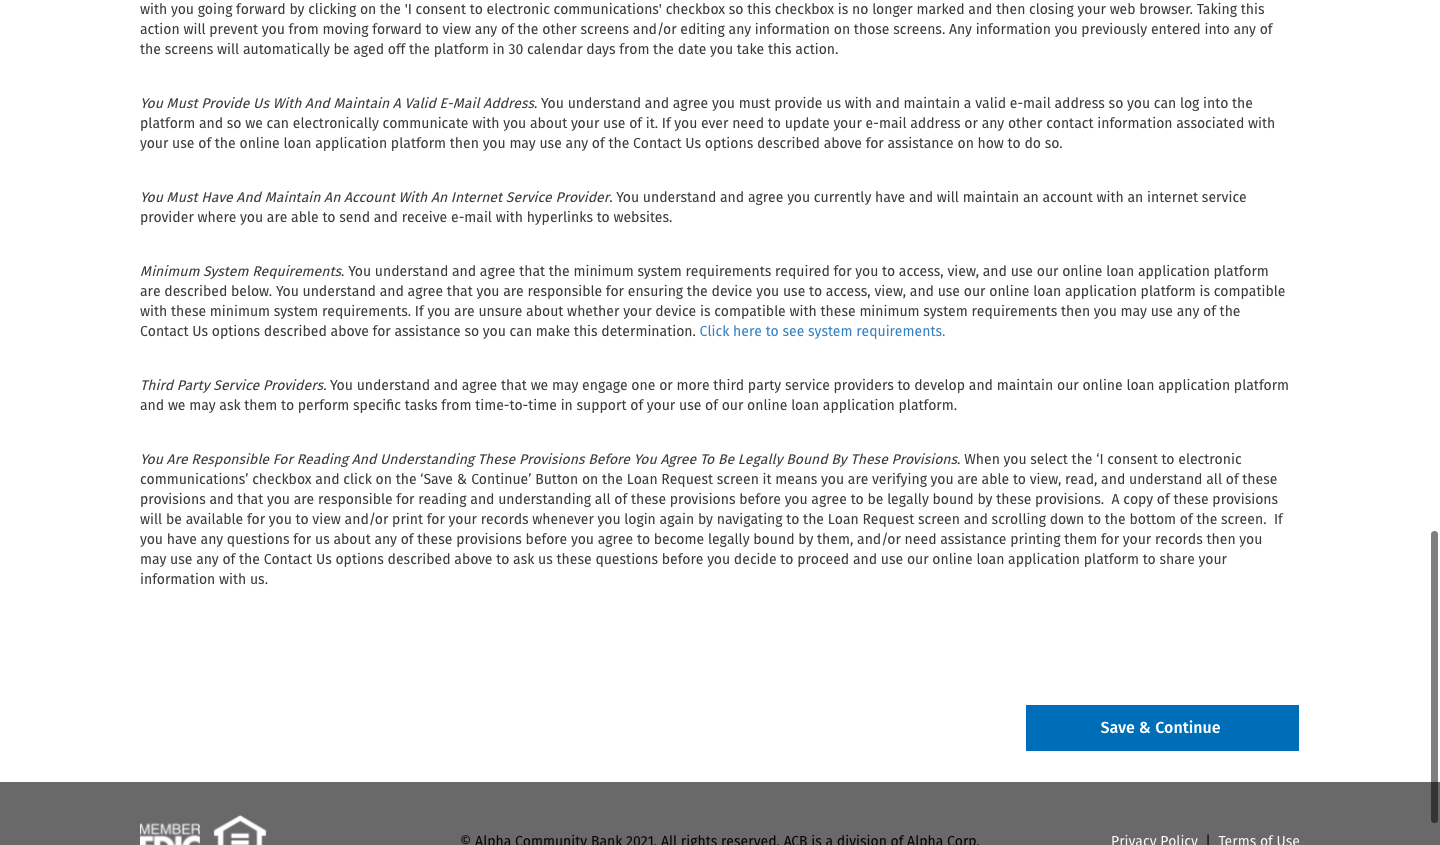 with you going forward by clicking on the 'I consent to electronic communications' checkbox so this checkbox is no longer marked and then closing your web browser. Taking this
action will prevent you from moving forward to view any of the other screens and/or editing any information on those screens. Any information you previously entered into any of
the screens will automatically be aged off the platform in 30 calendar days from the date you take this action.
You Must Provide Us With And Maintain A Valid E-Mail Address. You understand and agree you must provide us with and maintain a valid e-mail address so you can log into the
platform and so we can electronically communicate with you about your use of it. If you ever need to update your e-mail address or any other contact information associated with
your use of the online loan application platform then you may use any of the Contact Us options described above for assistance on how to do so.
You Must Have And Maintain An Account With An Internet Service Provider. You understand and agree you currently have and will maintain an account with an internet service
provider where you are able to send and receive e-mail with hyperlinks to websites.
Minimum System Requirements. You understand and agree that the minimum system requirements required for you to access, view, and use our online loan application platform
are described below. You understand and agree that you are responsible for ensuring the device you use to access, view, and use our online loan application platform is compatible
with these minimum system requirements. If you are unsure about whether your device is compatible with these minimum system requirements then you may use any of the
Contact Us options described above for assistance so you can make this determination. Click here to see system requirements.
Third Party Service Providers. You understand and agree that we may engage one or more third party service providers to develop and maintain our online loan application platform
and we may ask them to perform specific tasks from time-to-time in support of your use of our online loan application platform.
You Are Responsible For Reading And Understanding These Provisions Before You Agree To Be Legally Bound By These Provisions. When you select the ‘I consent to electronic
communications’ checkbox and click on the ‘Save & Continue’ Button on the Loan Request screen it means you are verifying you are able to view, read, and understand all of these
provisions and that you are responsible for reading and understanding all of these provisions before you agree to be legally bound by these provisions. A copy of these provisions
will be available for you to view and/or print for your records whenever you login again by navigating to the Loan Request screen and scrolling down to the bottom of the screen. If
you have any questions for us about any of these provisions before you agree to become legally bound by them, and/or need assistance printing them for your records then you
may use any of the Contact Us options described above to ask us these questions before you decide to proceed and use our online loan application platform to share your
information with us.
Save & Continue
MEMBER
FDIC
© Alpha Community Bank 2021. All rights reserved. ACB is a division of Alpha Corp.
Privacy Policy | Terms of Use